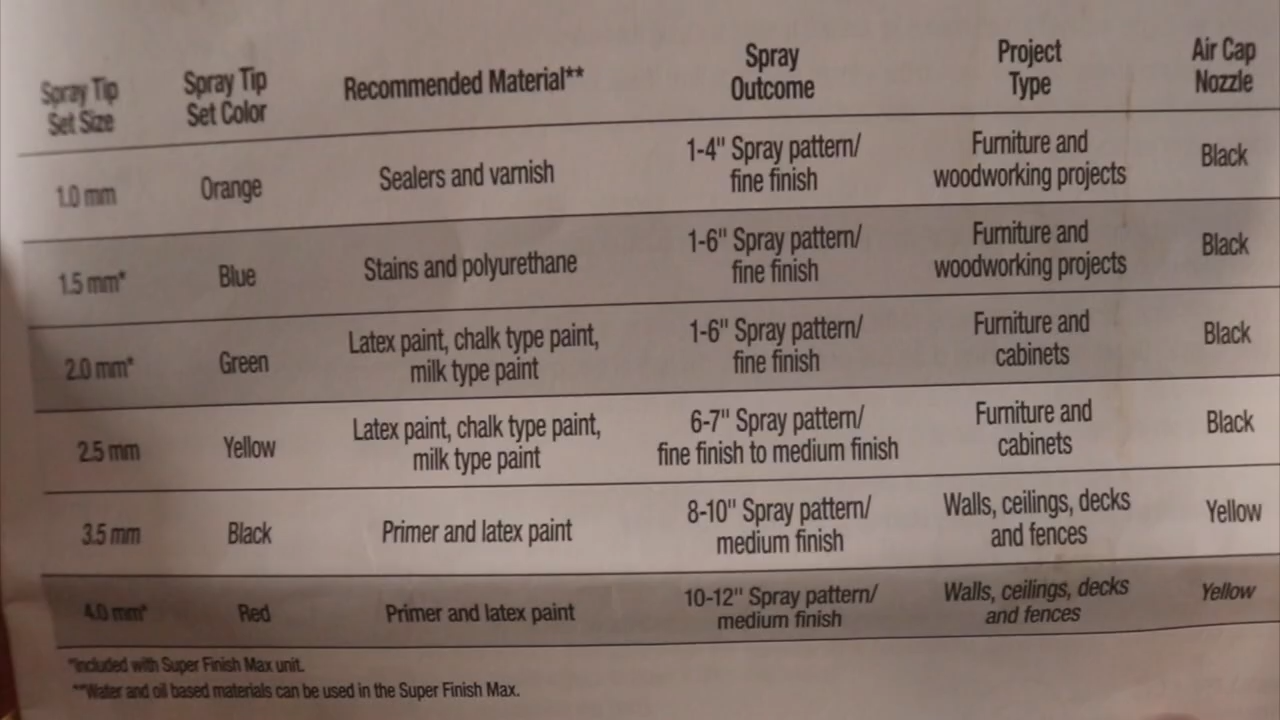 Spray Tip Set Size Spray Tip Set Color Recommended Material** Spray Outcome Project Type Air Cap Nozzle
1.0 mm Orange Sealers and varnish 1-4" Spray pattern/ fine finish Furniture and woodworking projects Black
1.5 mm* Blue Stains and polyurethane 1-6" Spray pattern/ fine finish Furniture and woodworking projects Black
2.0 mm* Green Latex paint, chalk type paint, milk type paint 1-6" Spray pattern/ fine finish Furniture and cabinets Black
2.5 mm Yellow Latex paint, chalk type paint, milk type paint 6-7" Spray pattern/ fine finish to medium finish Furniture and cabinets Black
3.5 mm Black Primer and latex paint 8-10" Spray pattern/ medium finish Walls, ceilings, decks and fences Yellow
4.0 mm* Red Primer and latex paint 10-12" Spray pattern/ medium finish Walls, ceilings, decks and fences Yellow
*Included with Super Finish Max unit.
**Water and oil based materials can be used in the Super Finish Max.